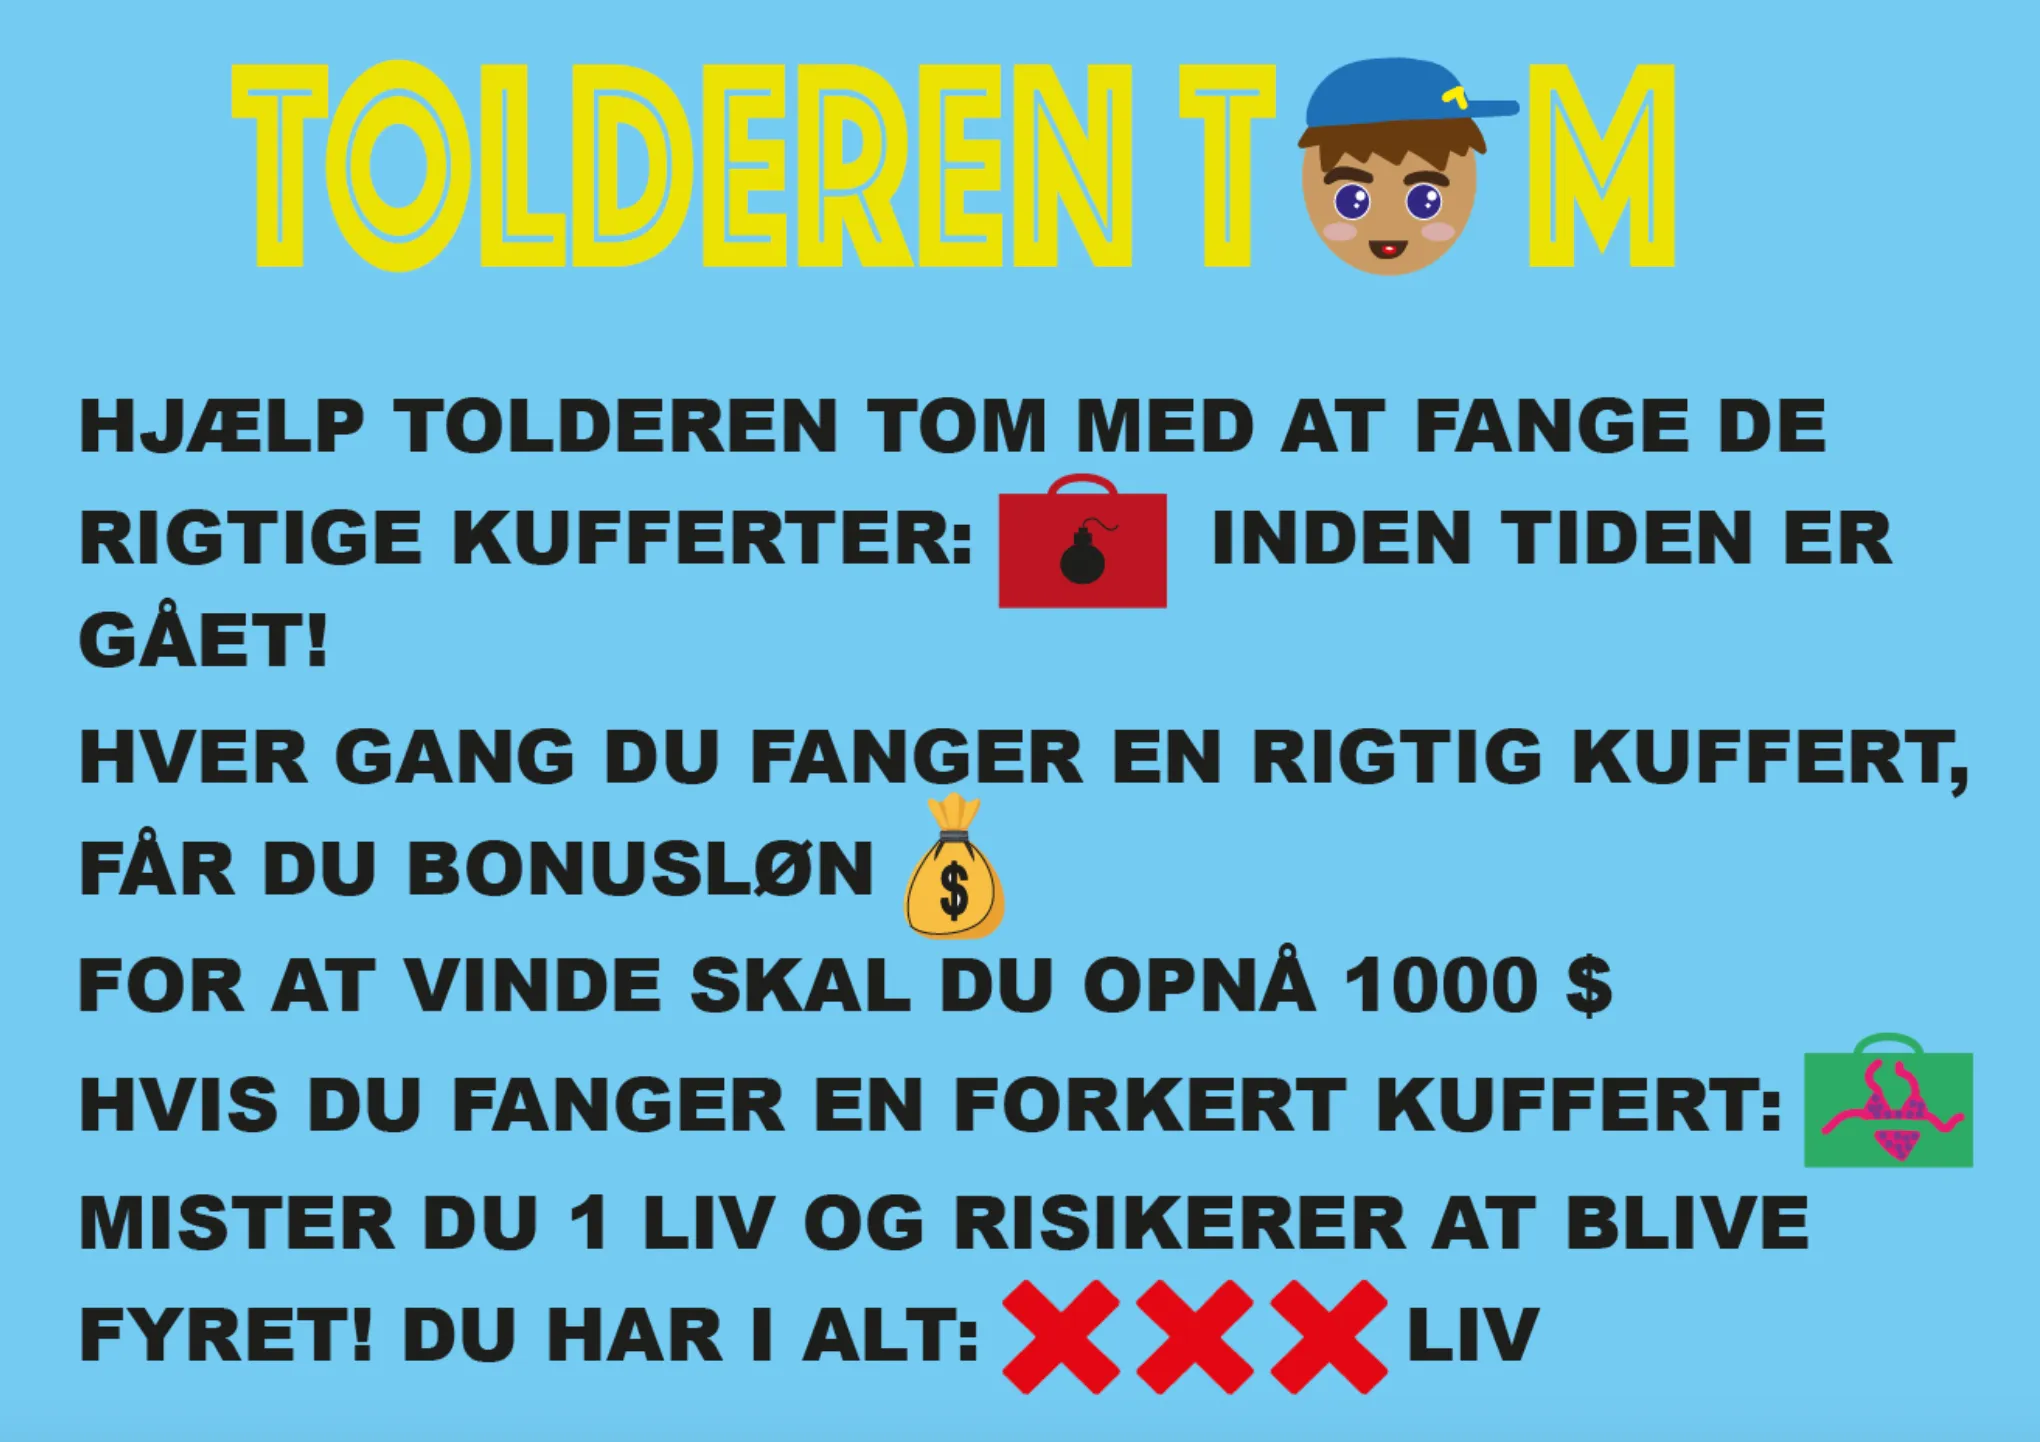 TOLDEREN TOM
HJÆLP TOLDEREN TOM MED AT FANGE DE
RIGTIGE KUFFERTER: INDEN TIDEN ER
GÅET!
HVER GANG DU FANGER EN RIGTIG KUFFERT,
FÅR DU BONUSLØN $
FOR AT VINDE SKAL DU OPNÅ 1000 $
HVIS DU FANGER EN FORKERT KUFFERT:
MISTER DU 1 LIV OG RISIKERER AT BLIVE
FYRET! DU HAR I ALT: LIV